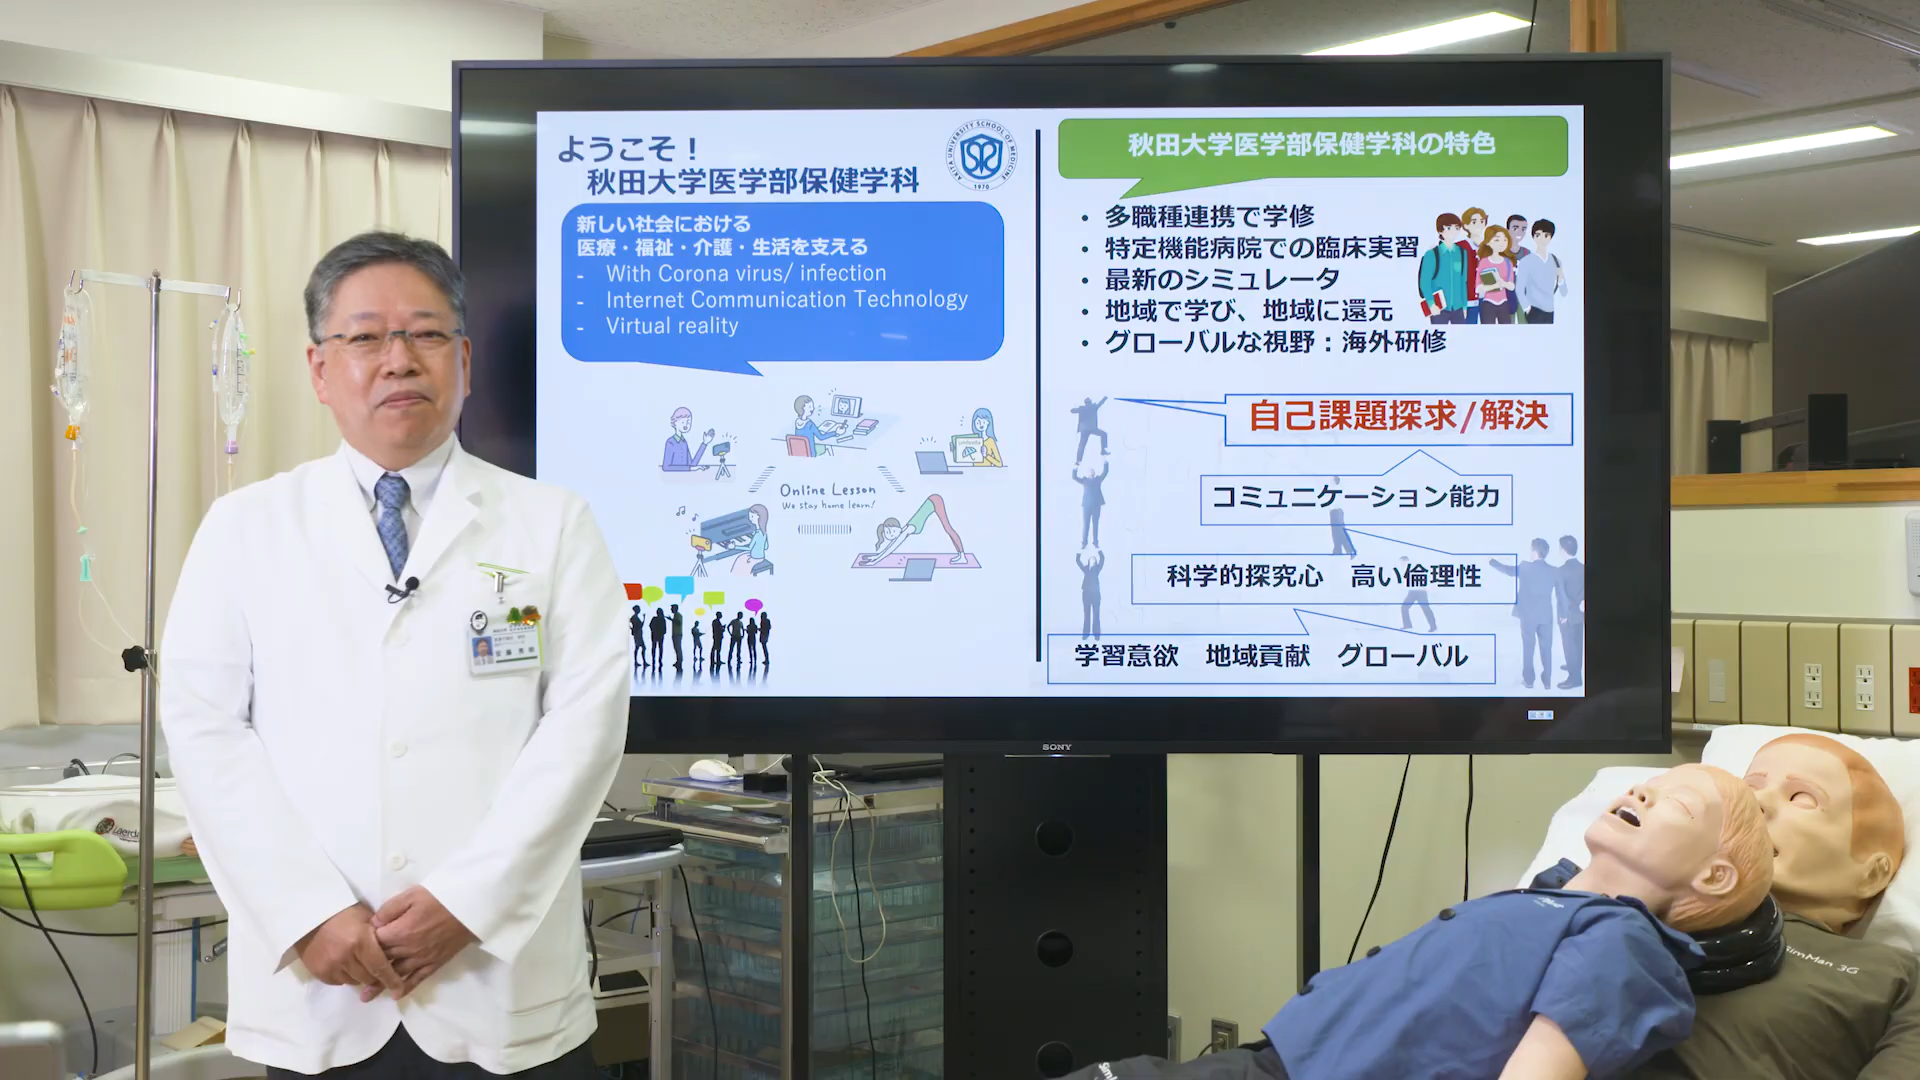 ようこそ！
秋田大学医学部保健学科
AKITA UNIVERSITY SCHOOL OF MEDICINE
1970
新しい社会における
医療・福祉・介護・生活を支える
- With Corona virus/ infection
- Internet Communication Technology
- Virtual reality
Online Lesson
We stay home learn!
秋田大学医学部保健学科の特色
・ 多職種連携で学修
・ 特定機能病院での臨床実習
・ 最新のシミュレータ
・ 地域で学び、地域に還元
・ グローバルな視野：海外研修
自己課題探求/解決
コミュニケーション能力
科学的探究心 高い倫理性
学習意欲 地域貢献 グローバル
SONY
Laerdal
SimMan 3G